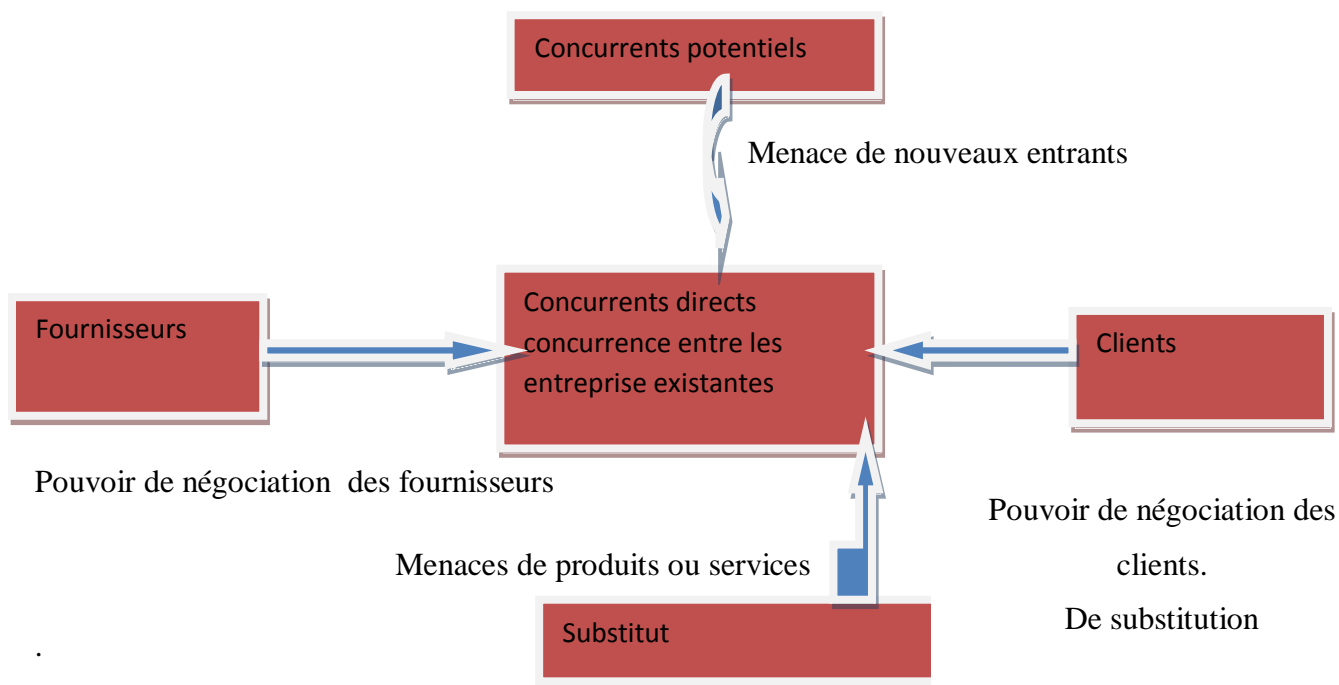 Concurrents potentiels
Menace de nouveaux entrants
Fournisseurs
Concurrents directs
concurrence entre les
entreprise existantes
Clients
Pouvoir de négociation des fournisseurs
Pouvoir de négociation des
clients.
De substitution
Menaces de produits ou services
Substitut
.